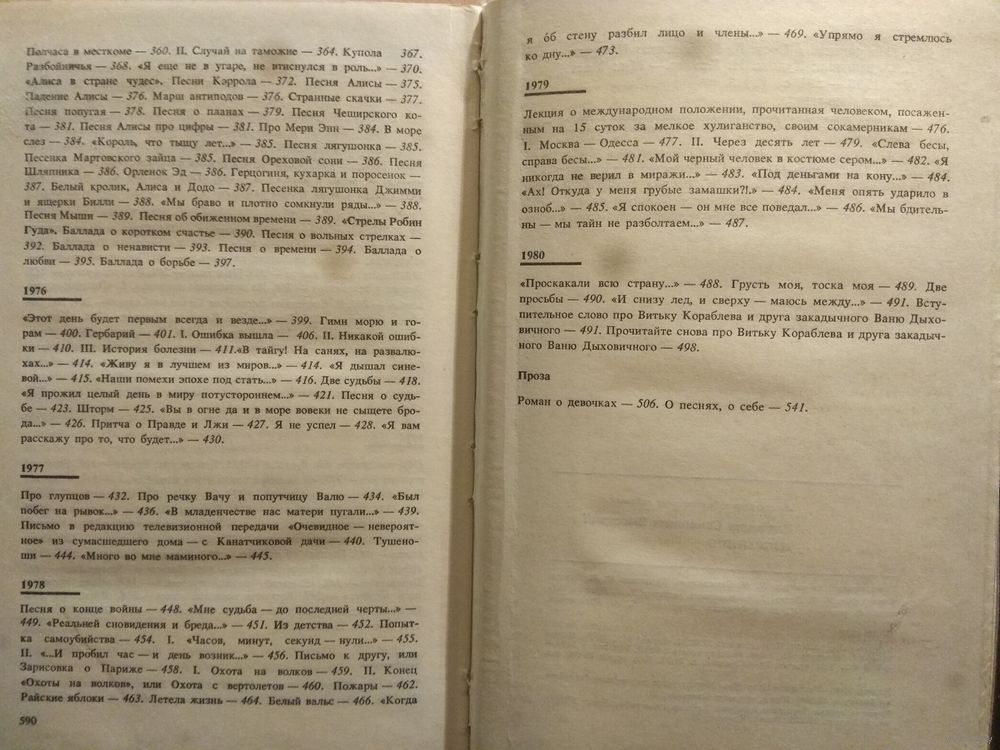 Полчаса в месткоме — 360. II. Случай на таможне — 364. Купола 367.
Разбойничья — 368. «Я еще не в угаре, не втиснулся в роль...» — 370.
«Алиса в стране чудес». Песни Кэррола — 372. Песня Алисы — 375.
Падение Алисы — 376. Марш антиподов — 376. Странные скачки — 377.
Песня попугая — 378. Песня о планах — 379. Песня Чеширского ко-
та — 381. Песня Алисы про цифры — 381. Про Мери Энн — 384. В море
слез — 384. «Король, что тыщу лет...» — 385. Песня лягушонка — 385.
Песенка Мартовского зайца — 385. Песня Ореховой сони — 386. Песня
Шляпника — 386. Орленок Эд — 386. Герцогиня, кухарка и поросенок —
387. Белый кролик, Алиса и Додо — 387. Песенка лягушонка Джимми
и ящерки Билли — 388. «Мы браво и плотно сомкнули ряды...» — 388.
Песня Мыши — 389. Песня об обиженном времени — 389. «Стрелы Робин
Гуда». Баллада о коротком счастье — 390. Песня о вольных стрелках —
392. Баллада о ненависти — 393. Песня о времени — 394. Баллада о
любви — 395. Баллада о борьбе — 397.
1976
«Этот день будет первым всегда и везде...» — 399. Гимн морю и го-
рам — 400. Гербарий — 401. I. Ошибка вышла — 406. II. Никакой ошиб-
ки — 410. III. История болезни — 411.«В тайгу! На санях, на развалю-
хах...» — 414. «Живу я в лучшем из миров...» — 414. «Я дышал сине-
вой...» — 415. «Наши помехи эпохе под стать...» — 416. Две судьбы — 418.
«Я прожил целый день в миру потустороннем...» — 421. Песня о судь-
бе — 423. Шторм — 425. «Вы в огне да и в море вовеки не сыщете бро-
да...» — 426. Притча о Правде и Лжи — 427. Я не успел — 428. «Я вам
расскажу про то, что будет...» — 430.
1977
Про глупцов — 432. Про речку Вачу и попутчицу Валю — 434. «Был
побег на рывок...» — 436. «В младенчестве нас матери пугали...» — 439.
Письмо в редакцию телевизионной передачи «Очевидное — невероят-
ное» из сумасшедшего дома — с Канатчиковой дачи — 440. Тушено-
ши — 444. «Много во мне маминого...» — 445.
1978
Песня о конце войны — 448. «Мне судьба — до последней черты...» —
449. «Реальней сновидения и бреда...» — 451. Из детства — 452. Попыт-
ка самоубийства — 454. I. «Часов, минут, секунд — нули...» — 455.
II. «...И пробил час — и день возник...» — 456. Письмо к другу, или
Зарисовка о Париже — 458. I. Охота на волков — 459. II. Конец
«Охоты на волков», или Охота с вертолетов — 460. Пожары — 462.
Райские яблоки — 463. Летела жизнь — 464. Белый вальс — 466. «Когда
590
я об стену разбил лицо и члены...» — 469. «Упрямо я стремлюсь
ко дну...» — 473.
1979
Лекция о международном положении, прочитанная человеком, посажен-
ным на 15 суток за мелкое хулиганство, своим сокамерникам — 476.
I. Москва — Одесса — 477. II. Через десять лет — 479. «Слева бесы,
справа бесы...» — 481. «Мой черный человек в костюме сером...» — 482. «Я
никогда не верил в миражи...» — 483. «Под деньгами на кону...» — 484.
«Ах! Откуда у меня грубые замашки?!.» — 484. «Меня опять ударило в
озноб...» — 485. «Я спокоен — он мне все поведал...» — 486. «Мы бдитель-
ны — мы тайн не разболтаем...» — 487.
1980
«Проскакали всю страну...» — 488. Грусть моя, тоска моя — 489. Две
просьбы — 490. «И снизу лед, и сверху — маюсь между...» — 491. Всту-
пительное слово про Витьку Кораблева и друга закадычного Ваню Дыхо-
вичного — 491. Прочитайте снова про Витьку Кораблева и друга закадыч-
ного Ваню Дыховичного — 498.
Проза
Роман о девочках — 506. О песнях, о себе — 541.